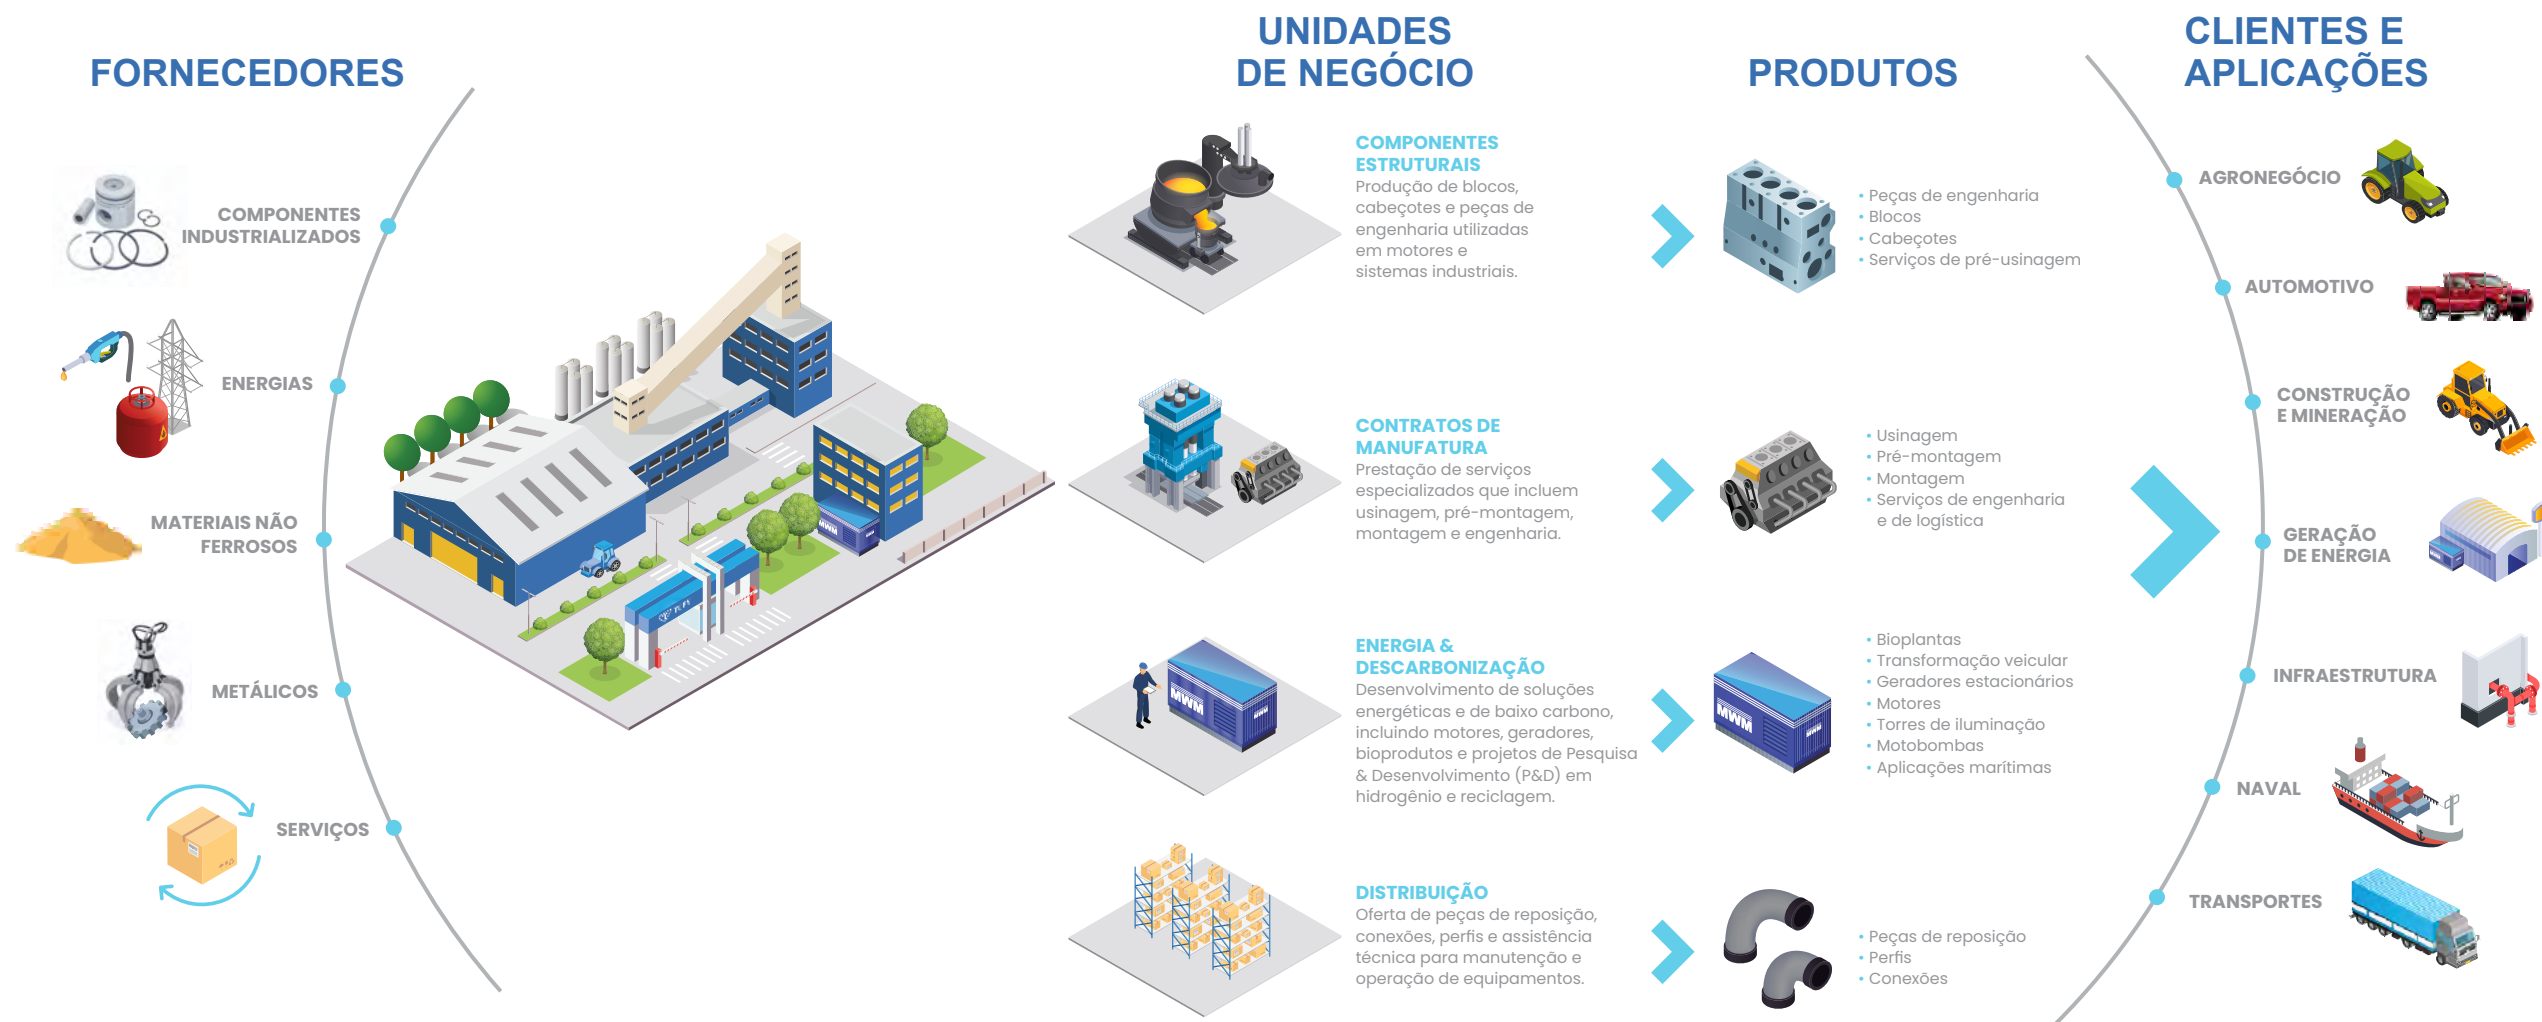 FORNECEDORES
COMPONENTES
INDUSTRIALIZADOS
ENERGIAS
MATERIAIS NÃO
FERROSOS
METÁLICOS
SERVIÇOS
TUPY
MWM
UNIDADES
DE NEGÓCIO
COMPONENTES
ESTRUTURAIS
Produção de blocos,
cabeçotes e peças de
engenharia utilizadas
em motores e
sistemas industriais.
CONTRATOS DE
MANUFATURA
Prestação de serviços
especializados que incluem
usinagem, pré-montagem,
montagem e engenharia.
ENERGIA &
DESCARBONIZAÇÃO
Desenvolvimento de soluções
energéticas e de baixo carbono,
incluindo motores, geradores,
bioprodutos e projetos de Pesquisa
& Desenvolvimento (P&D) em
hidrogênio e reciclagem.
MWM
MWM
DISTRIBUIÇÃO
Oferta de peças de reposição,
conexões, perfis e assistência
técnica para manutenção e
operação de equipamentos.
PRODUTOS
• Peças de engenharia
• Blocos
• Cabeçotes
• Serviços de pré-usinagem
• Usinagem
• Pré-montagem
• Montagem
• Serviços de engenharia
e de logística
MWM
MWM
• Bioplantas
• Transformação veicular
• Geradores estacionários
• Motores
• Torres de iluminação
• Motobombas
• Aplicações marítimas
• Peças de reposição
• Perfis
• Conexões
CLIENTES E
APLICAÇÕES
AGRONEGÓCIO
AUTOMOTIVO
CONSTRUÇÃO
E MINERAÇÃO
GERAÇÃO
DE ENERGIA
INFRAESTRUTURA
NAVAL
TRANSPORTES